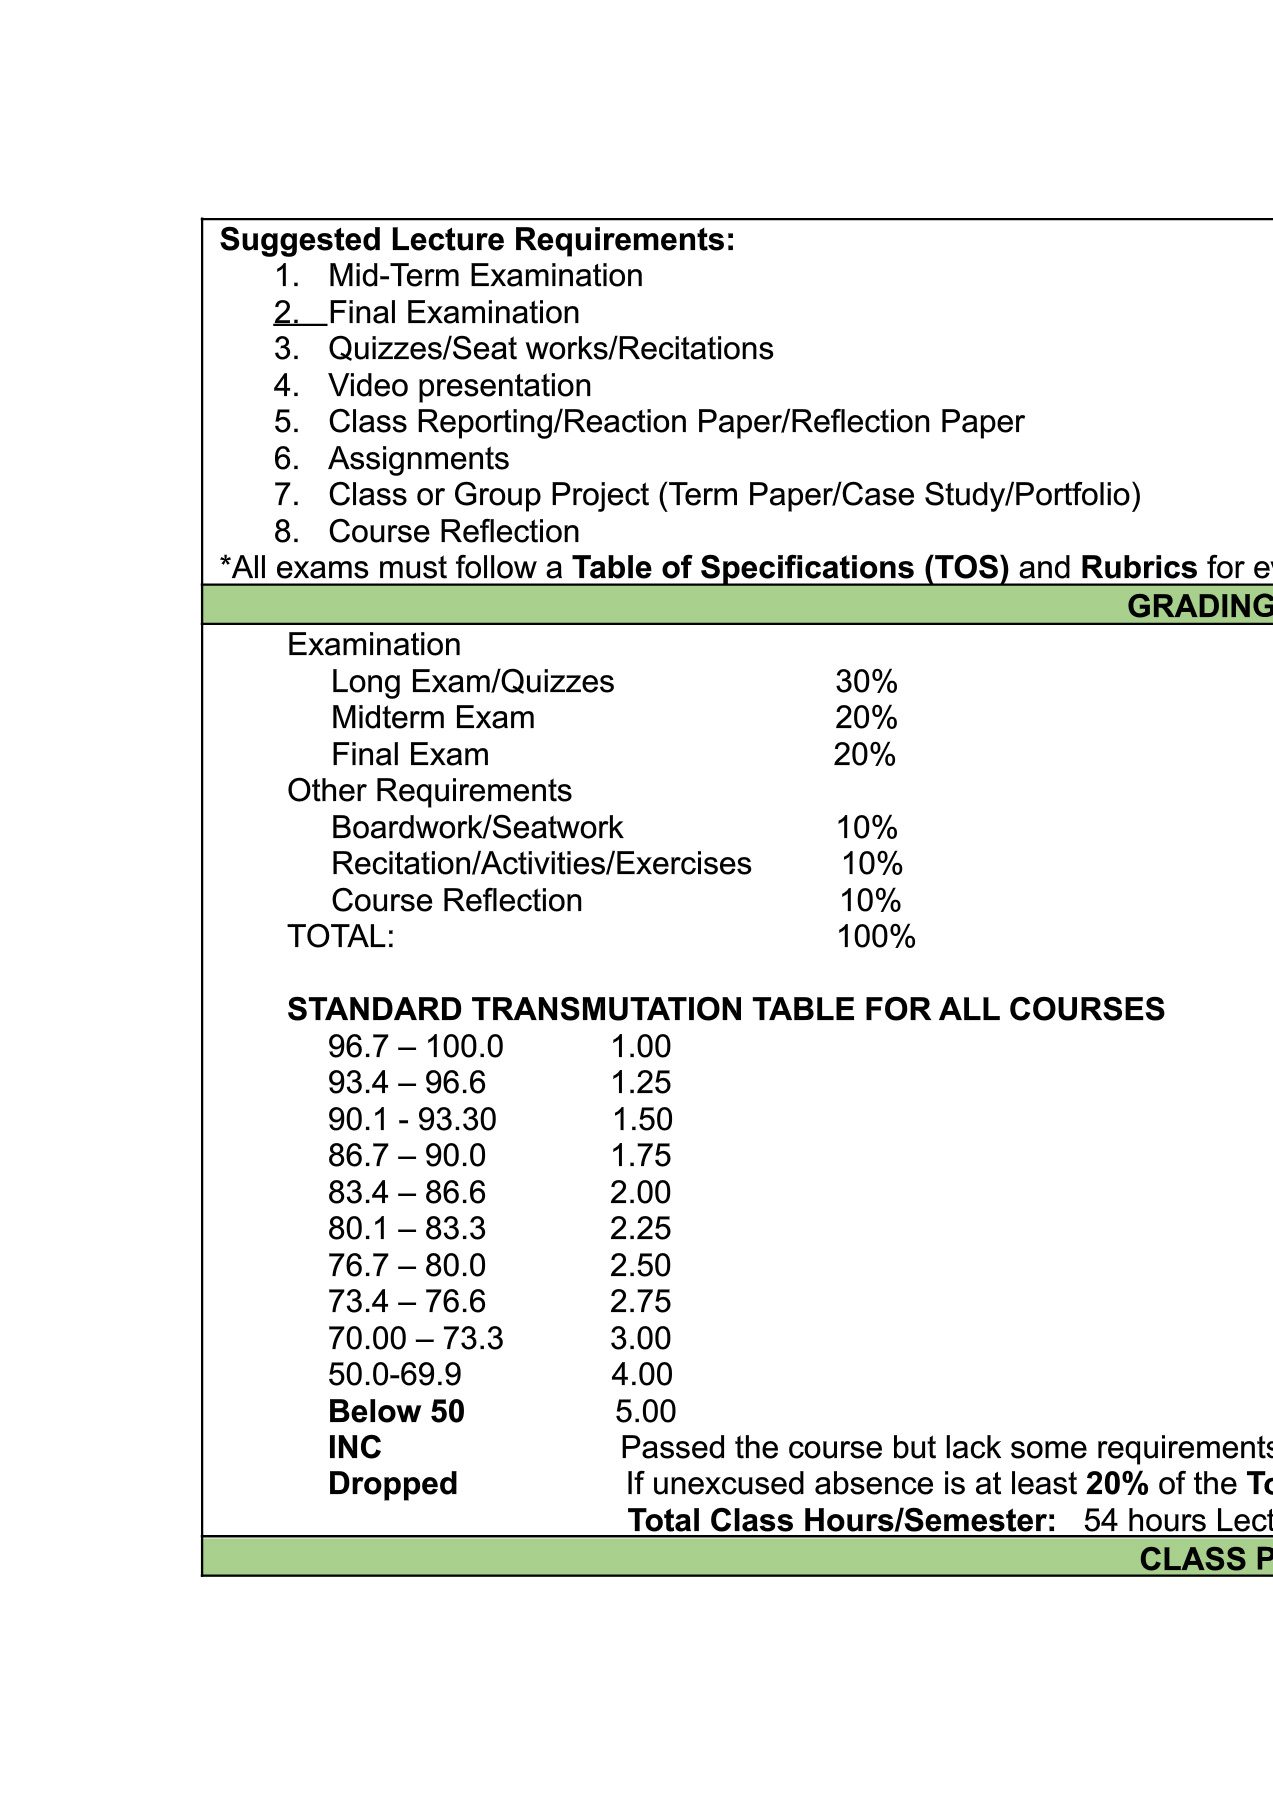 Suggested Lecture Requirements:
1. Mid-Term Examination
2. Final Examination
3. Quizzes/Seat works/Recitations
4. Video presentation
5. Class Reporting/Reaction Paper/Reflection Paper
6. Assignments
7. Class or Group Project (Term Paper/Case Study/Portfolio)
8. Course Reflection
*All exams must follow a Table of Specifications (TOS) and Rubrics for
GRADING
Examination
Long Exam/Quizzes 30%
Midterm Exam 20%
Final Exam 20%
Other Requirements
Boardwork/Seatwork 10%
Recitation/Activities/Exercises 10%
Course Reflection 10%
TOTAL: 100%
STANDARD TRANSMUTATION TABLE FOR ALL COURSES
96.7 – 100.0 1.00
93.4 – 96.6 1.25
90.1 - 93.30 1.50
86.7 – 90.0 1.75
83.4 – 86.6 2.00
80.1 – 83.3 2.25
76.7 – 80.0 2.50
73.4 – 76.6 2.75
70.00 – 73.3 3.00
50.0-69.9 4.00
Below 50 5.00
INC Passed the course but lack some requirements
Dropped If unexcused absence is at least 20% of the
Total Class Hours/Semester: 54 hours
CLASS